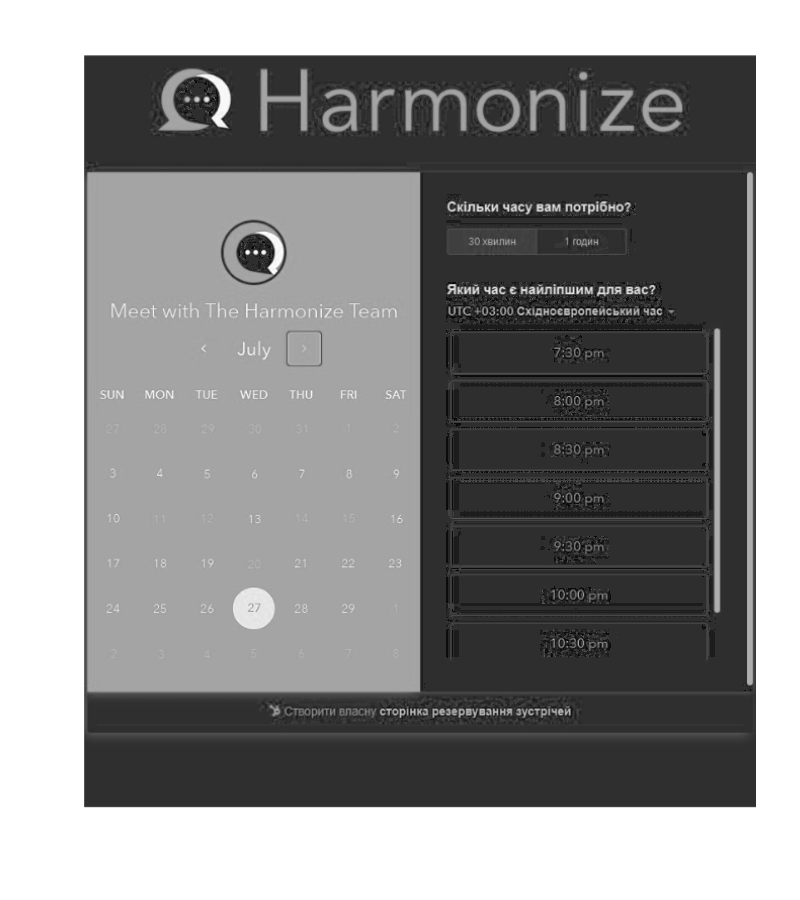 Harmonize
Meet with The Harmonize Team
July
SUN MON TUE WED THU FRI SAT
27 28 29 30 31 1 2
3 4 5 6 7 8 9
10 11 12 13 14 15 16
17 18 19 20 21 22 23
24 25 26 27 28 29 1
2 3 4 5 6 7 8
Скільки часу вам потрібно?
30 хвилин 1 годин
Який час є найліпшим для вас?
UTC +03:00 Східноєвропейський час
7:30 pm
8:00 pm
8:30 pm
9:00 pm
9:30 pm
10:00 pm
10:30 pm
Створити власну сторінка резервування зустрічей